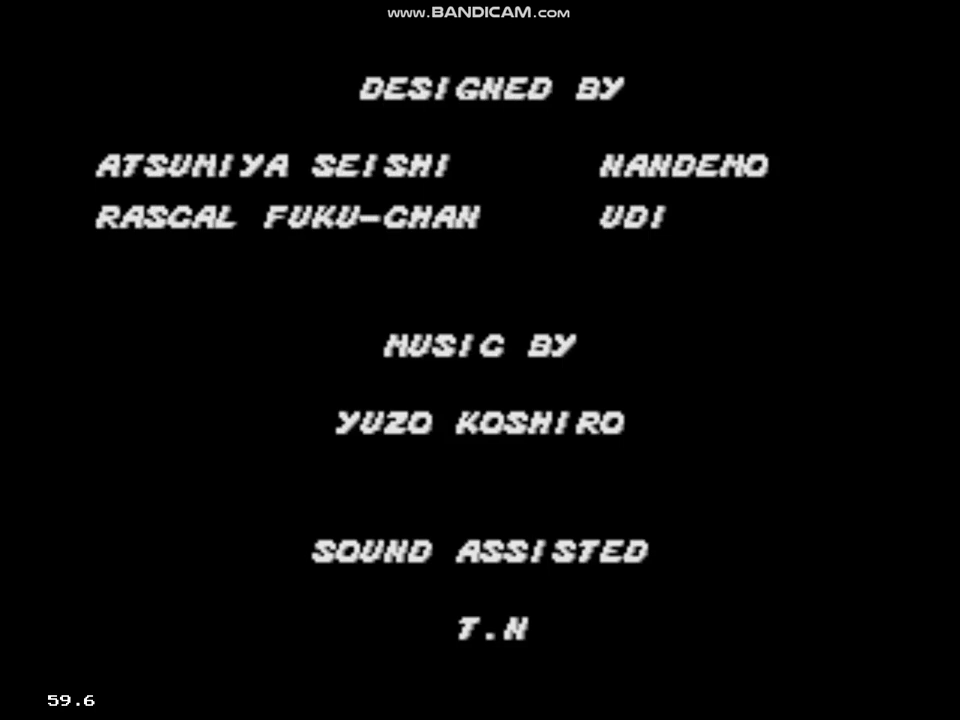 www.BANDICAM.com
DESIGNED BY
ATSUMIYA SEISHI NANDEMO
RASCAL FUKU-CHAN UDI
MUSIC BY
YUZO KOSHIRO
SOUND ASSISTED
T.N
59.6